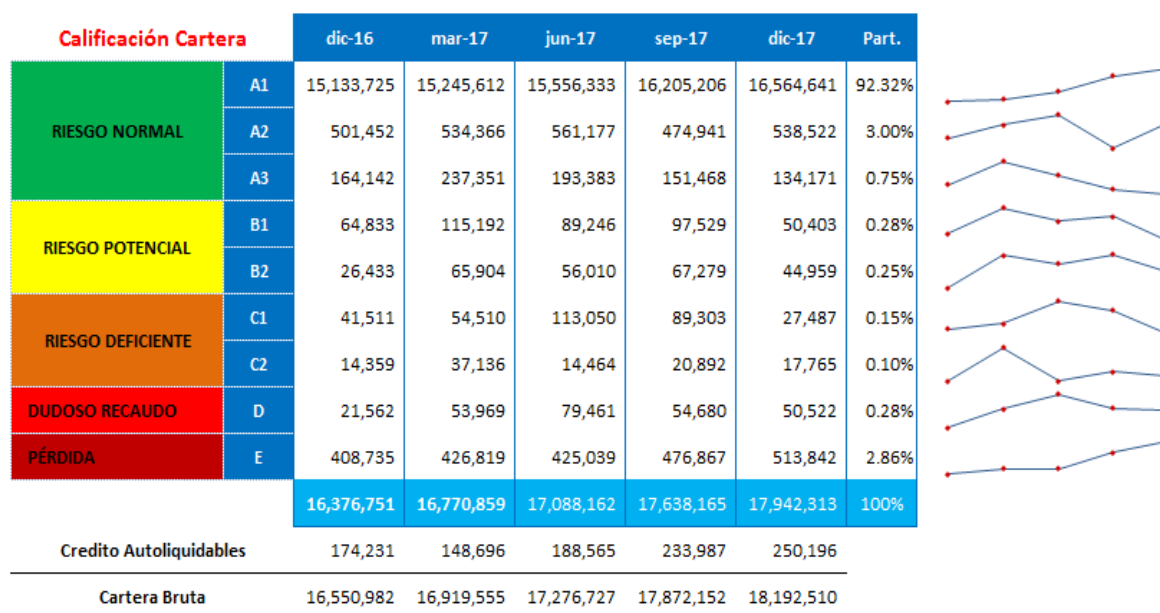 Calificación Cartera dic-16 mar-17 jun-17 sep-17 dic-17 Part.
A1 15,133,725 15,245,612 15,556,333 16,205,206 16,564,641 92.32%
RIESGO NORMAL A2 501,452 534,366 561,177 474,941 538,522 3.00%
A3 164,142 237,351 193,383 151,468 134,171 0.75%
B1 64,833 115,192 89,246 97,529 50,403 0.28%
RIESGO POTENCIAL
B2 26,433 65,904 56,010 67,279 44,959 0.25%
C1 41,511 54,510 113,050 89,303 27,487 0.15%
RIESGO DEFICIENTE
C2 14,359 37,136 14,464 20,892 17,765 0.10%
DUDOSO RECAUDO D 21,562 53,969 79,461 54,680 50,522 0.28%
PÉRDIDA E 408,735 426,819 425,039 476,867 513,842 2.86%
16,376,751 16,770,859 17,088,162 17,638,165 17,942,313 100%
Credito Autoliquidables 174,231 148,696 188,565 233,987 250,196
Cartera Bruta 16,550,982 16,919,555 17,276,727 17,872,152 18,192,510